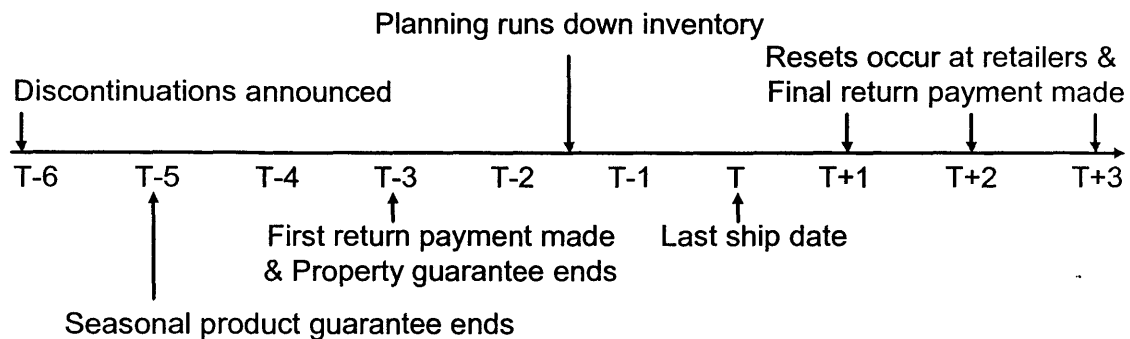 Planning runs down inventory
Resets occur at retailers &
Discontinuations announced
Final return payment made
T-6 T-5 T-4 T-3 T-2 T-1 T T+1 T+2 T+3
First return payment made
Last ship date
& Property guarantee ends
Seasonal product guarantee ends